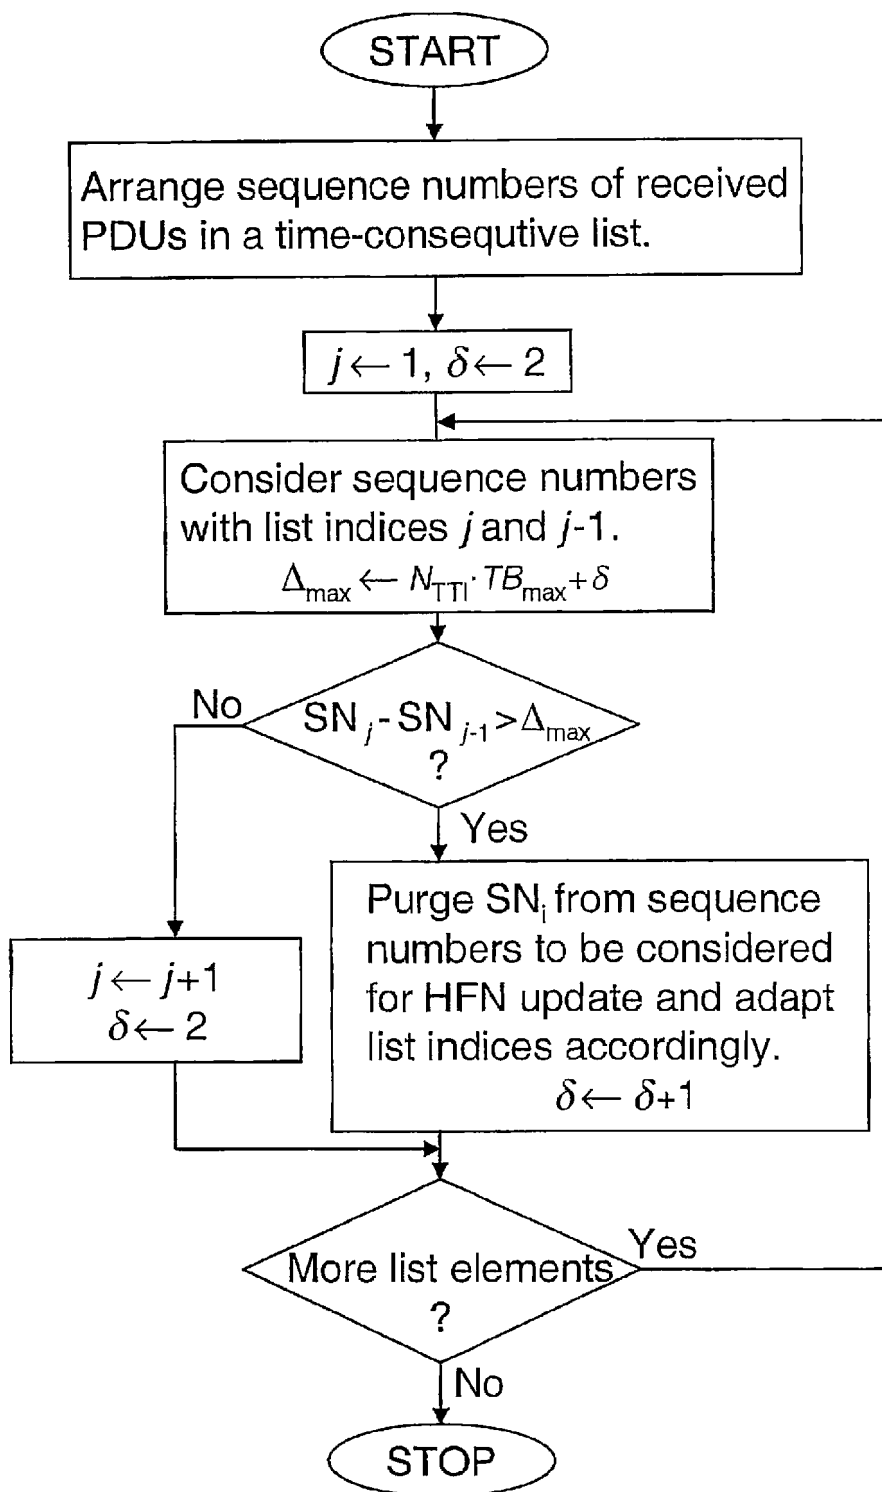 START
Arrange sequence numbers of received
PDUs in a time-consequtive list.
j ← 1, δ ← 2
Consider sequence numbers
with list indices j and j-1.
Δmax ← NTTI · TBmax + δ
No
SN j - SN j-1 > Δmax
?
Yes
Purge SNj from sequence
numbers to be considered
for HFN update and adapt
list indices accordingly.
δ ← δ+1
j ← j+1
δ ← 2
More list elements
?
Yes
No
STOP